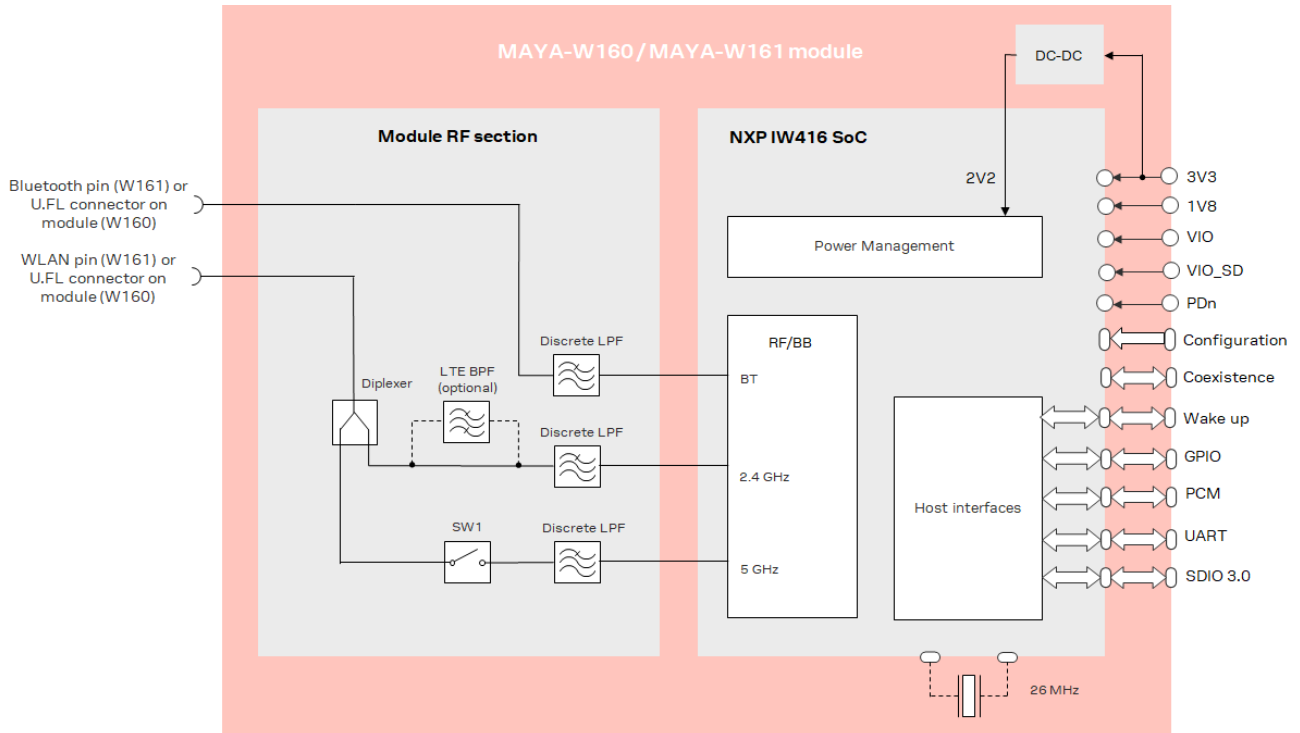 MAYA-W160 / MAYA-W161 module
DC-DC
Module RF section
NXP IW416 SoC
Bluetooth pin (W161) or
U.FL connector on
module (W160)
WLAN pin (W161) or
U.FL connector on
module (W160)
2V2
Power Management
3V3
1V8
VIO
VIO_SD
PDn
Configuration
Coexistence
Wake up
GPIO
PCM
UART
SDIO 3.0
Discrete LPF
RF/BB
BT
Diplexer
LTE BPF
(optional)
Discrete LPF
2.4 GHz
SW1
Discrete LPF
5 GHz
Host interfaces
26 MHz